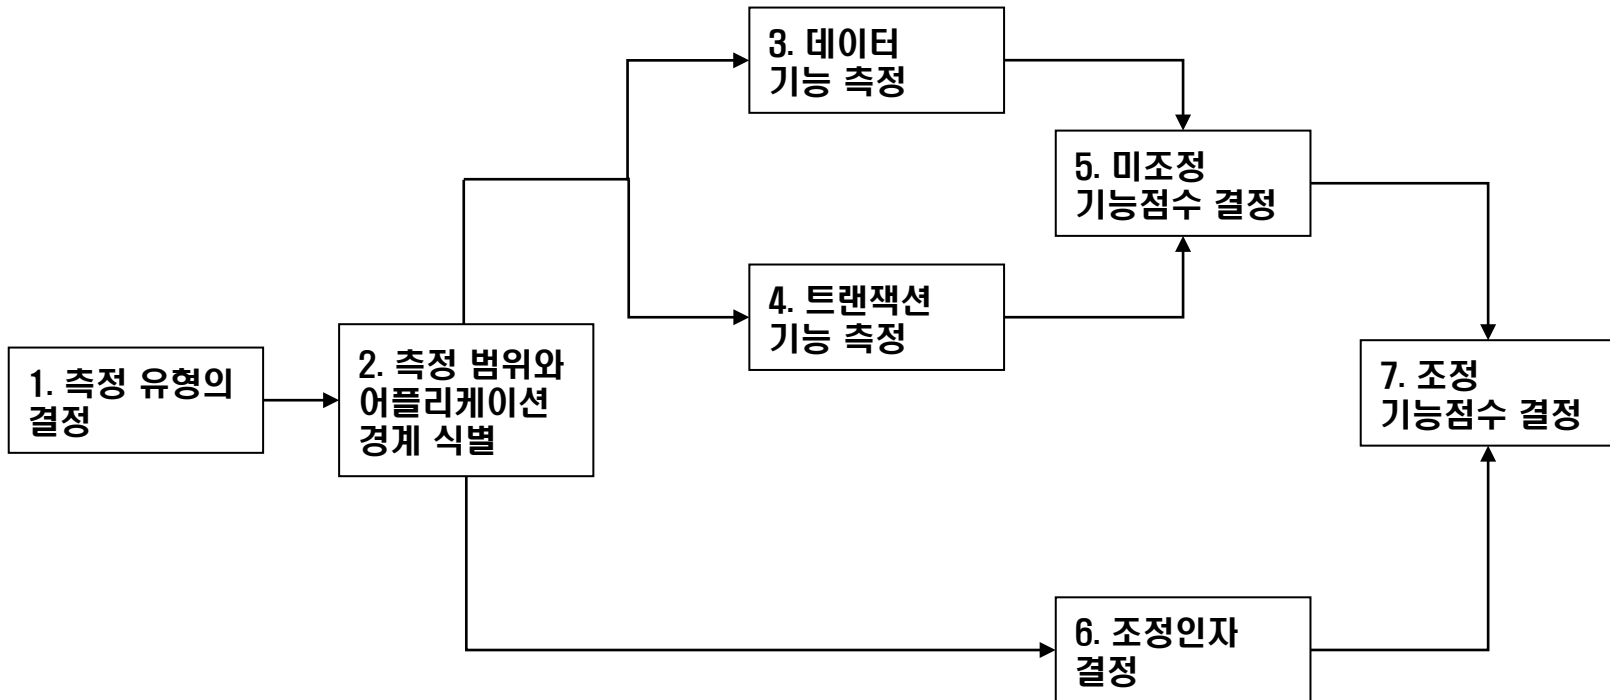 1. 측정 유형의
결정
2. 측정 범위와
어플리케이션
경계 식별
3. 데이터
기능 측정
4. 트랜잭션
기능 측정
5. 미조정
기능점수 결정
6. 조정인자
결정
7. 조정
기능점수 결정